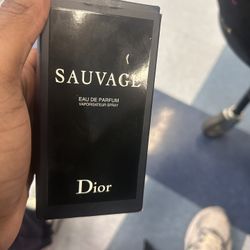 SAUVAGE
EAU DE PARFUM
VAPORISATEUR SPRAY
Dior